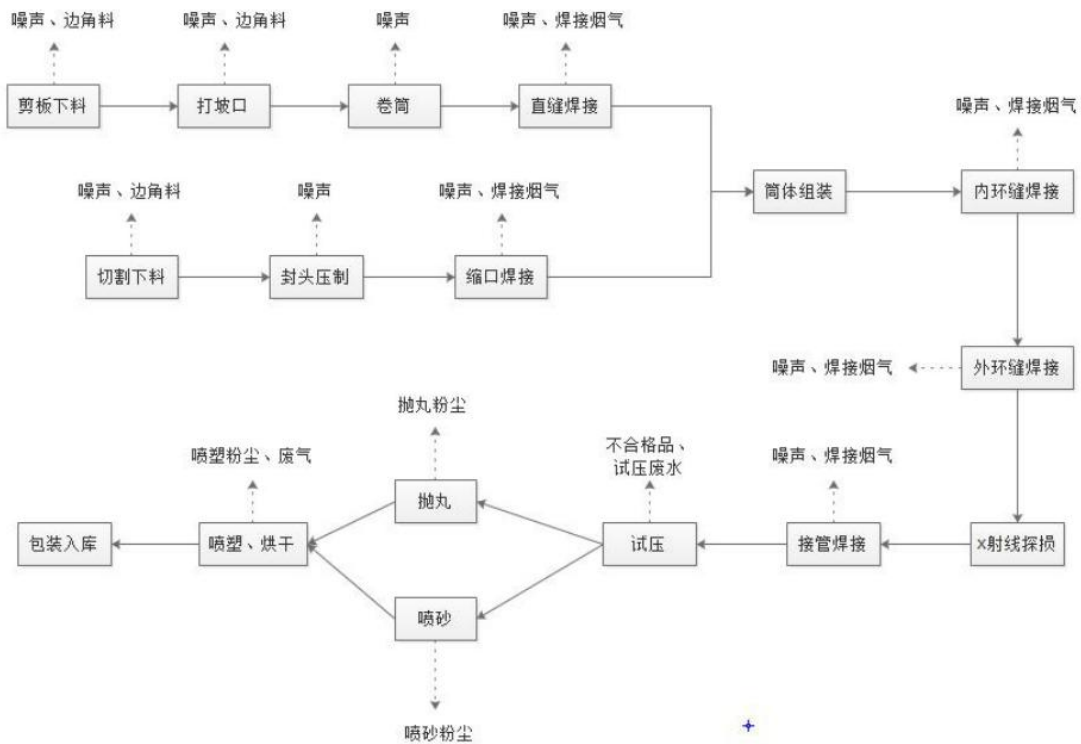 噪声、边角料
噪声、边角料
噪声
噪声、焊接烟气
剪板下料
打坡口
卷筒
直缝焊接
噪声、焊接烟气
噪声、边角料
噪声
噪声、焊接烟气
筒体组装
内环缝焊接
切割下料
封头压制
缩口焊接
噪声、焊接烟气
外环缝焊接
抛丸粉尘
喷塑粉尘、废气
不合格品、
试压废水
噪声、焊接烟气
抛丸
包装入库
喷塑、烘干
试压
接管焊接
X射线探损
喷砂
喷砂粉尘